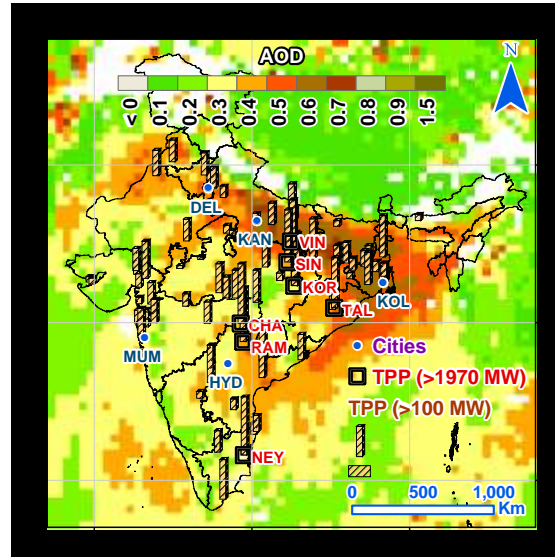 AOD
N
< 0 0.1 0.2 0.3 0.4 0.5 0.6 0.7 0.8 0.9 1.5
DEL
KAN
VIN
SIN
KOR
KOL
TAL
CHA
RAM
MUM
HYD
NEY
Cities
TPP (>1970 MW)
TPP (>100 MW)
0 500 1,000
Km